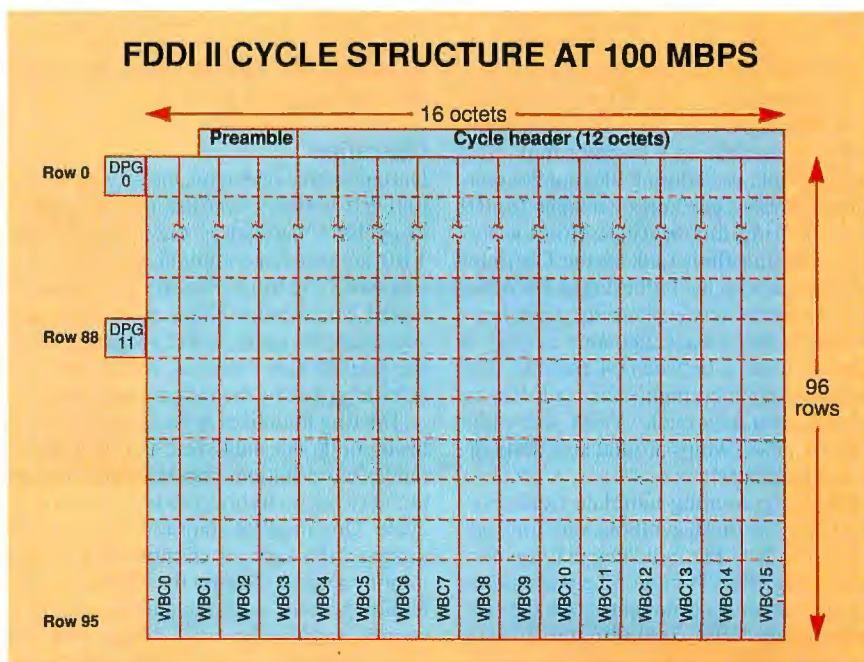 FDDI II CYCLE STRUCTURE AT 100 MBPS
16 octets
Preamble
Cycle header (12 octets)
Row 0
DPG
0
Row 88
DPG
11
96
rows
Row 95
WBC0
WBC1
WBC2
WBC3
WBC4
WBC5
WBC6
WBC7
WBC8
WBC9
WBC10
WBC11
WBC12
WBC13
WBC14
WBC15